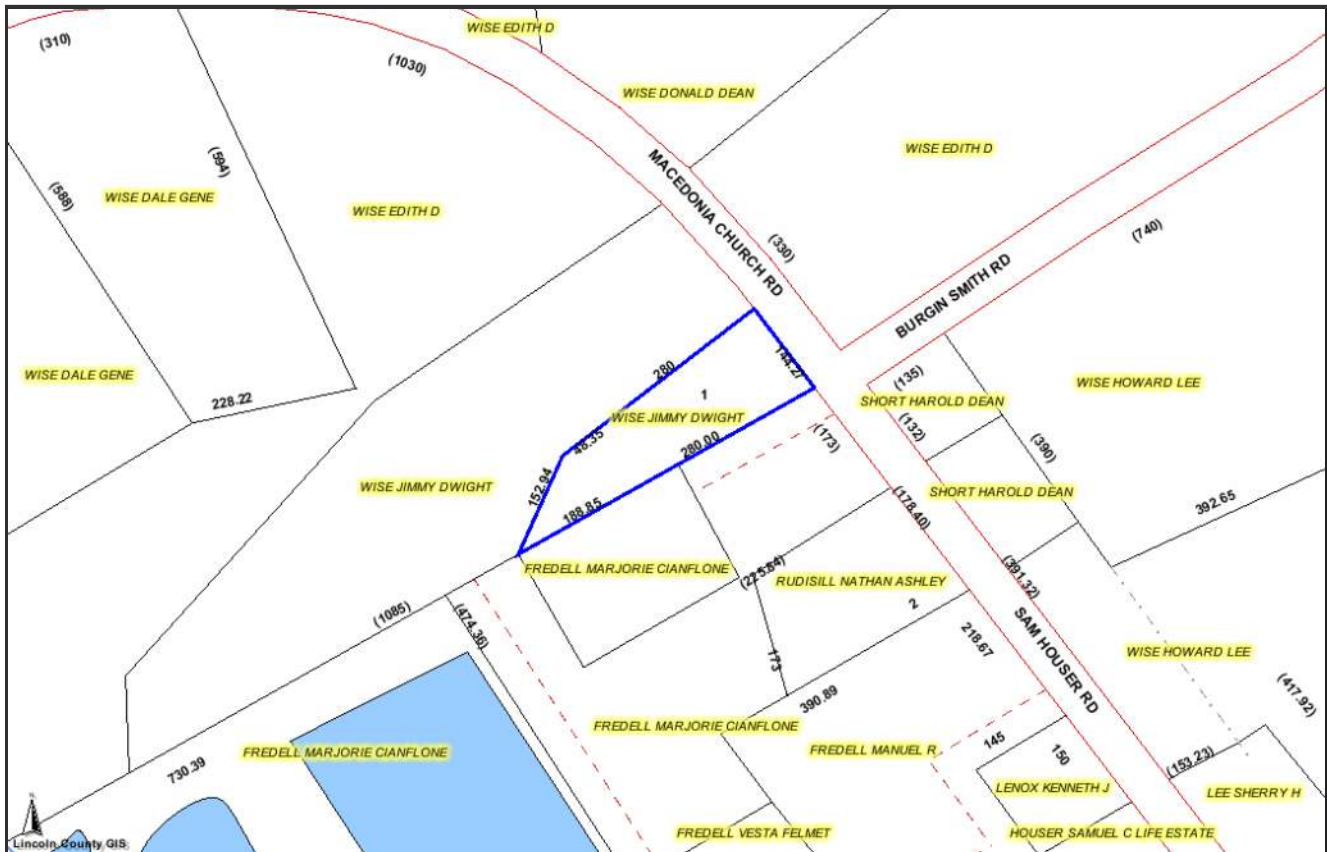 WISE EDITH D
(310)
(1030)
WISE DONALD DEAN
WISE EDITH D
(594)
(588)
WISE DALE GENE
WISE EDITH D
MACEDONIA CHURCH RD
(330)
(740)
BURGIN SMITH RD
WISE DALE GENE
228.22
280
144.27
1
WISE JIMMY DWIGHT
(135)
SHORT HAROLD DEAN
WISE HOWARD LEE
(132)
(173)
(390)
48.35
280.00
WISE JIMMY DWIGHT
152.94
188.85
SHORT HAROLD DEAN
392.65
(178.40)
FREDELL MARJORIE CIANFLONE
(225.64)
RUDISILL NATHAN ASHLEY
(391.32)
2
(1085)
(474.36)
173
218.67
SAM HOUSER RD
WISE HOWARD LEE
(417.92)
390.89
FREDELL MARJORIE CIANFLONE
FREDELL MARJORIE CIANFLONE
FREDELL MANUEL R
145
150
730.39
(153.23)
LENOX KENNETH J
LEE SHERRY H
N
FREDELL VESTA FELMET
HOUSER SAMUEL C LIFE ESTATE
Lincoln County GIS